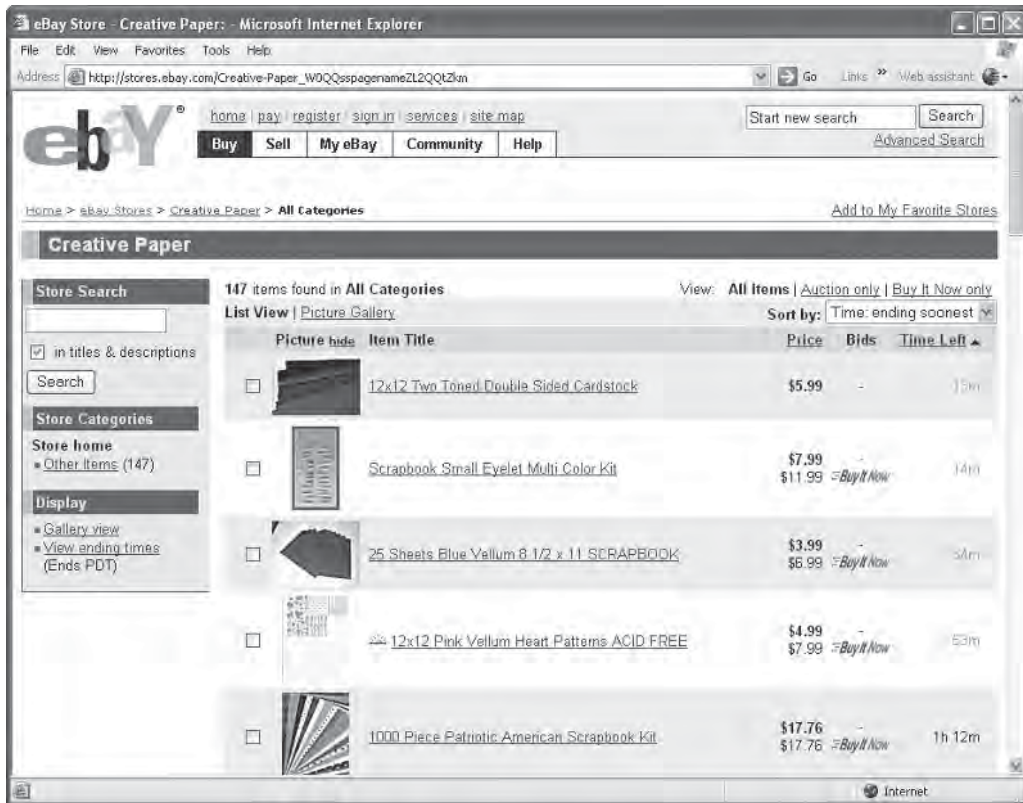 eBay Store - Creative Paper: - Microsoft Internet Explorer
File Edit View Favorites Tools Help
Address http://stores.ebay.com/Creative-Paper_W0QQsspagenameZL2QQtZkm Go Links » Web assistant
ebaY®
home | pay | register | sign in | services | site map
Start new search Search
Buy Sell My eBay Community Help
Advanced Search
Home > eBay Stores > Creative Paper > All Categories
Add to My Favorite Stores
Creative Paper
Store Search
in titles & descriptions
Search
Store Categories
Store home
Other Items (147)
Display
Gallery view
View ending times
(Ends PDT)
147 items found in All Categories
View: All Items | Auction only | Buy It Now only
List View | Picture Gallery
Sort by: Time: ending soonest
Picture hide Item Title Price Bids Time Left
12x12 Two Toned Double Sided Cardstock $5.99 -
Scrapbook Small Eyelet Multi Color Kit $7.99 - 14m
$11.99 =Buy It Now
25 Sheets Blue Vellum 8 1/2 x 11 SCRAPBOOK $3.99 -
$6.99 =Buy It Now
12x12 Pink Vellum Heart Patterns ACID FREE $4.99 - 53m
$7.99 =Buy It Now
1000 Piece Patriotic American Scrapbook Kit $17.76 - 1h 12m
$17.76 =Buy It Now
Internet